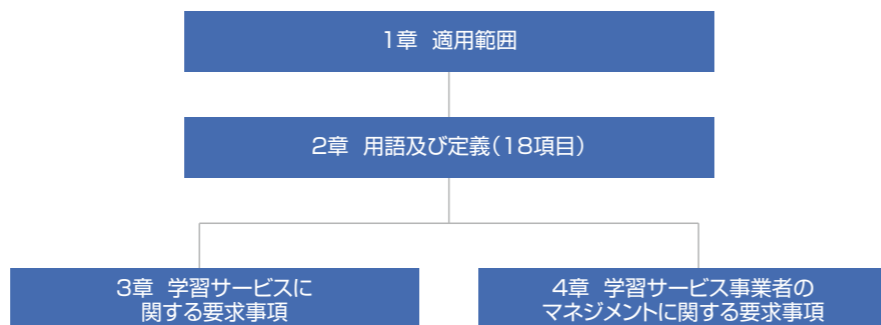 1章 適用範囲
2章 用語及び定義(18項目)
3章 学習サービスに
関する要求事項
4章 学習サービス事業者の
マネジメントに関する要求事項